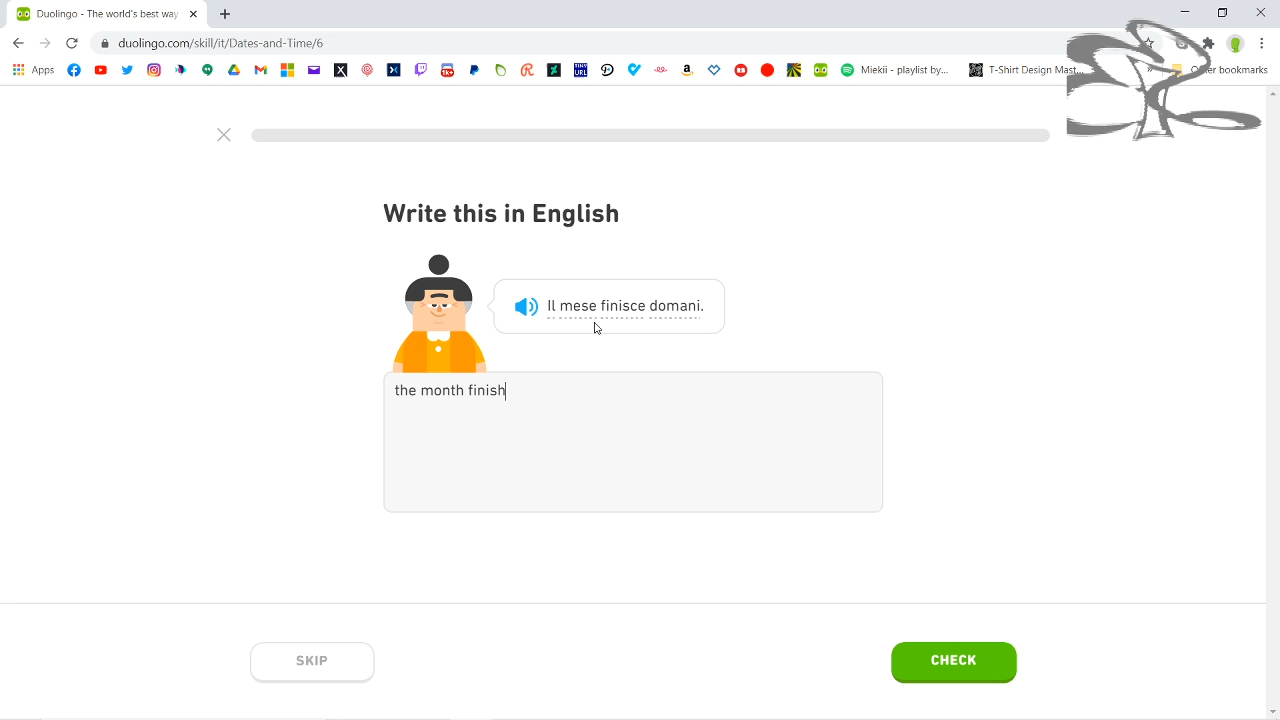 Duolingo - The world's best way
duolingo.com/skill/it/Dates-and-Time/6
Apps
Miekii - playlist by...
T-Shirt Design Mast...
»
Other bookmarks
Write this in English
Il mese finisce domani.
the month finish
SKIP
CHECK